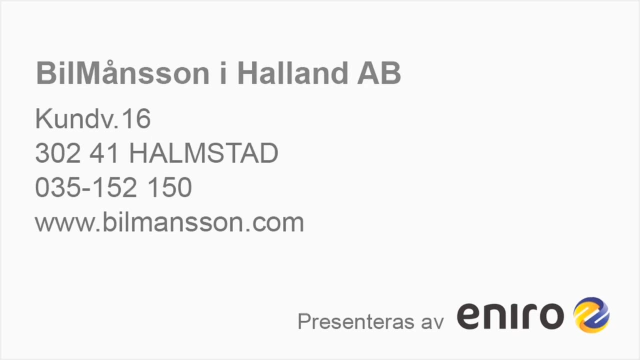 BilMånsson i Halland AB
Kundv.16
302 41 HALMSTAD
035-152 150
www.bilmansson.com
Presenteras av eniro